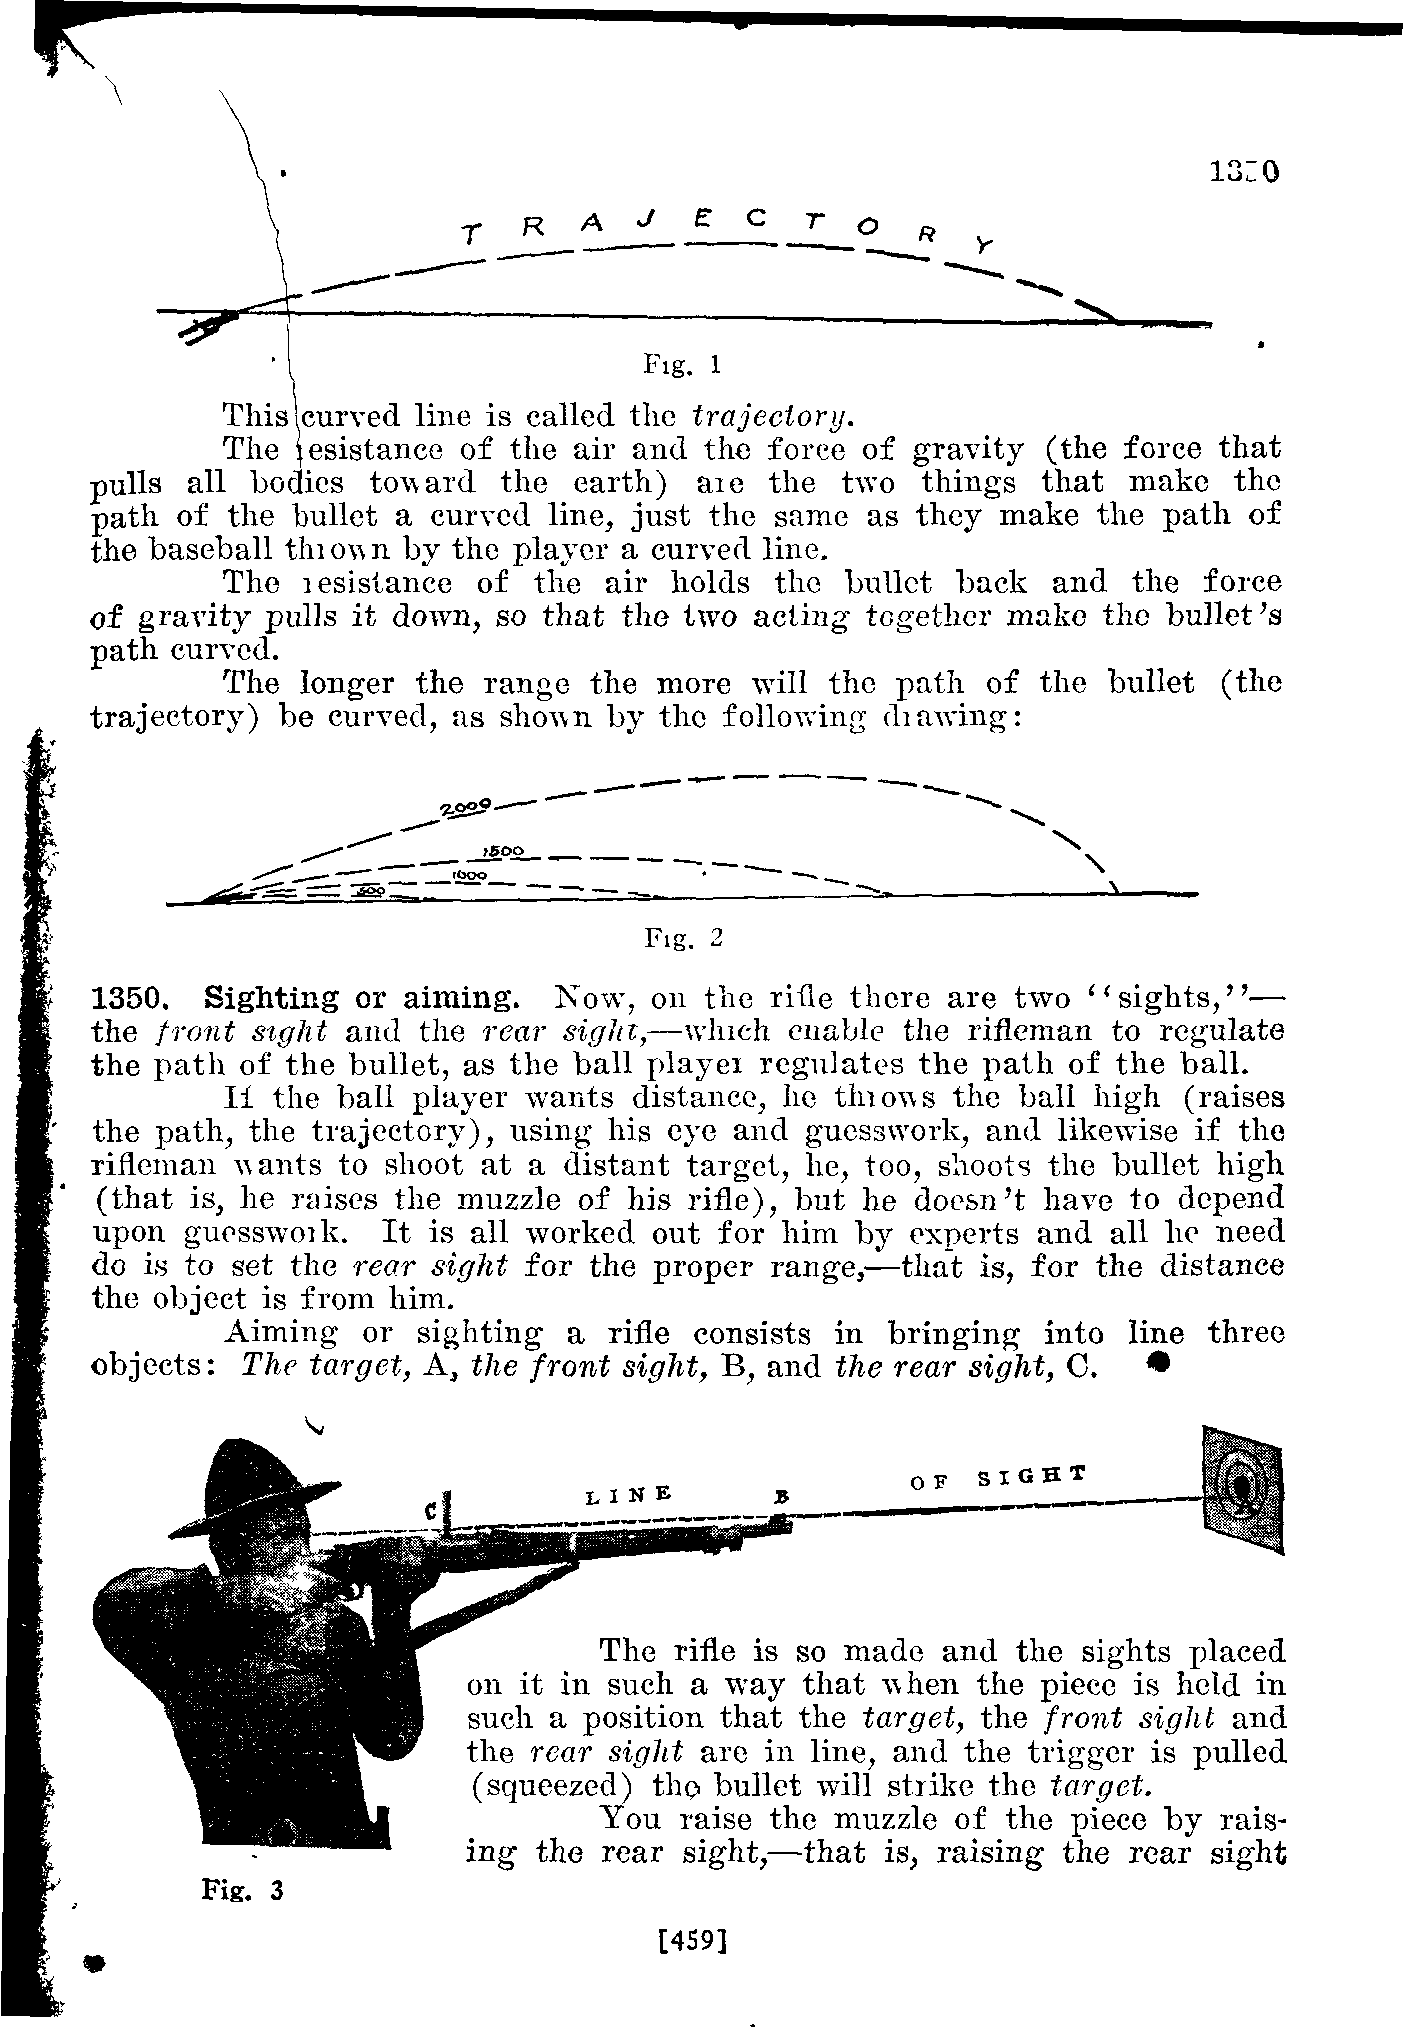 1350
TRAJECTORY
Fig. 1
This curved line is called the trajectory.
The resistance of the air and the force of gravity (the force that
pulls all bodies toward the earth) are the two things that make the
path of the bullet a curved line, just the same as they make the path of
the baseball thrown by the player a curved line.
The resistance of the air holds the bullet back and the force
of gravity pulls it down, so that the two acting together make the bullet's
path curved.
The longer the range the more will the path of the bullet (the
trajectory) be curved, as shown by the following drawing:
2000
1500
1000
500
Fig. 2
1350. Sighting or aiming. Now, on the rifle there are two "sights,"—
the front sight and the rear sight,—which enable the rifleman to regulate
the path of the bullet, as the ball player regulates the path of the ball.
If the ball player wants distance, he throws the ball high (raises
the path, the trajectory), using his eye and guesswork, and likewise if the
rifleman wants to shoot at a distant target, he, too, shoots the bullet high
(that is, he raises the muzzle of his rifle), but he doesn't have to depend
upon guesswork. It is all worked out for him by experts and all he need
do is to set the rear sight for the proper range,—that is, for the distance
the object is from him.
Aiming or sighting a rifle consists in bringing into line three
objects: The target, A, the front sight, B, and the rear sight, C.
C LINE B OF SIGHT A
The rifle is so made and the sights placed
on it in such a way that when the piece is held in
such a position that the target, the front sight and
the rear sight are in line, and the trigger is pulled
(squeezed) the bullet will strike the target.
You raise the muzzle of the piece by rais-
ing the rear sight,—that is, raising the rear sight
Fig. 3
[459]